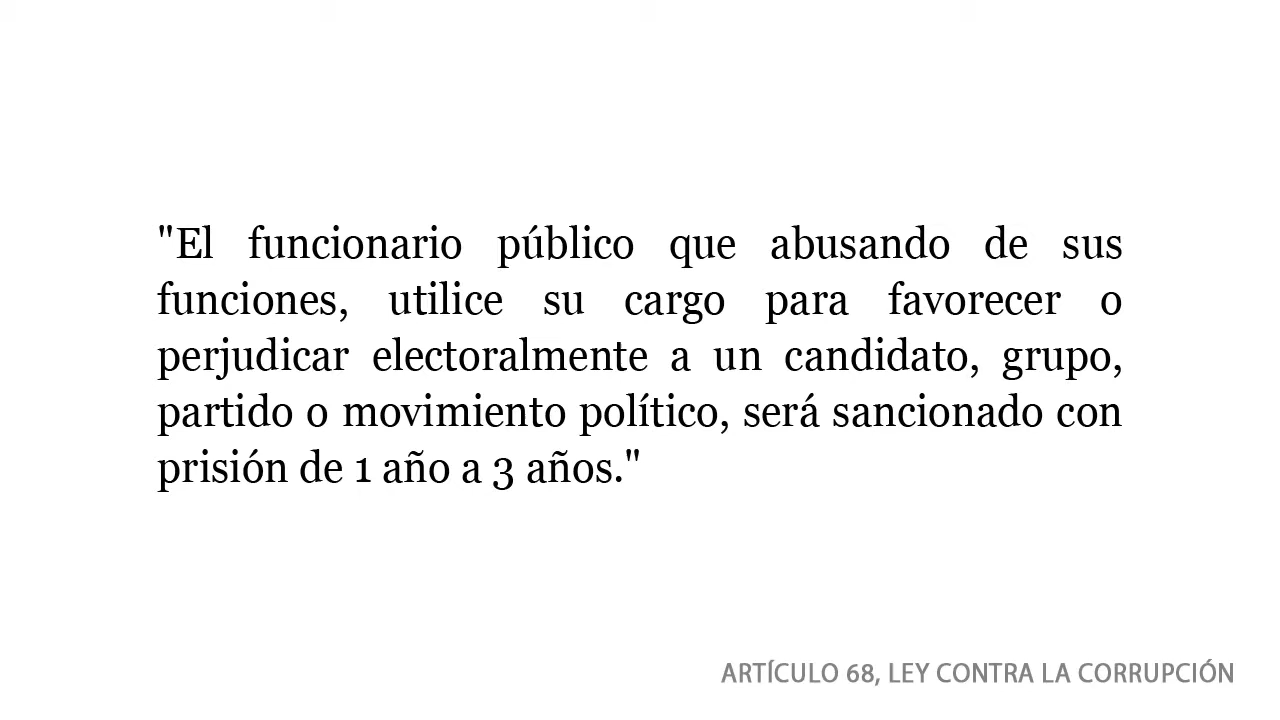 "El funcionario público que abusando de sus
funciones, utilice su cargo para favorecer o
perjudicar electoralmente a un candidato, grupo,
partido o movimiento político, será sancionado con
prisión de 1 año a 3 años."
ARTÍCULO 68, LEY CONTRA LA CORRUPCIÓN